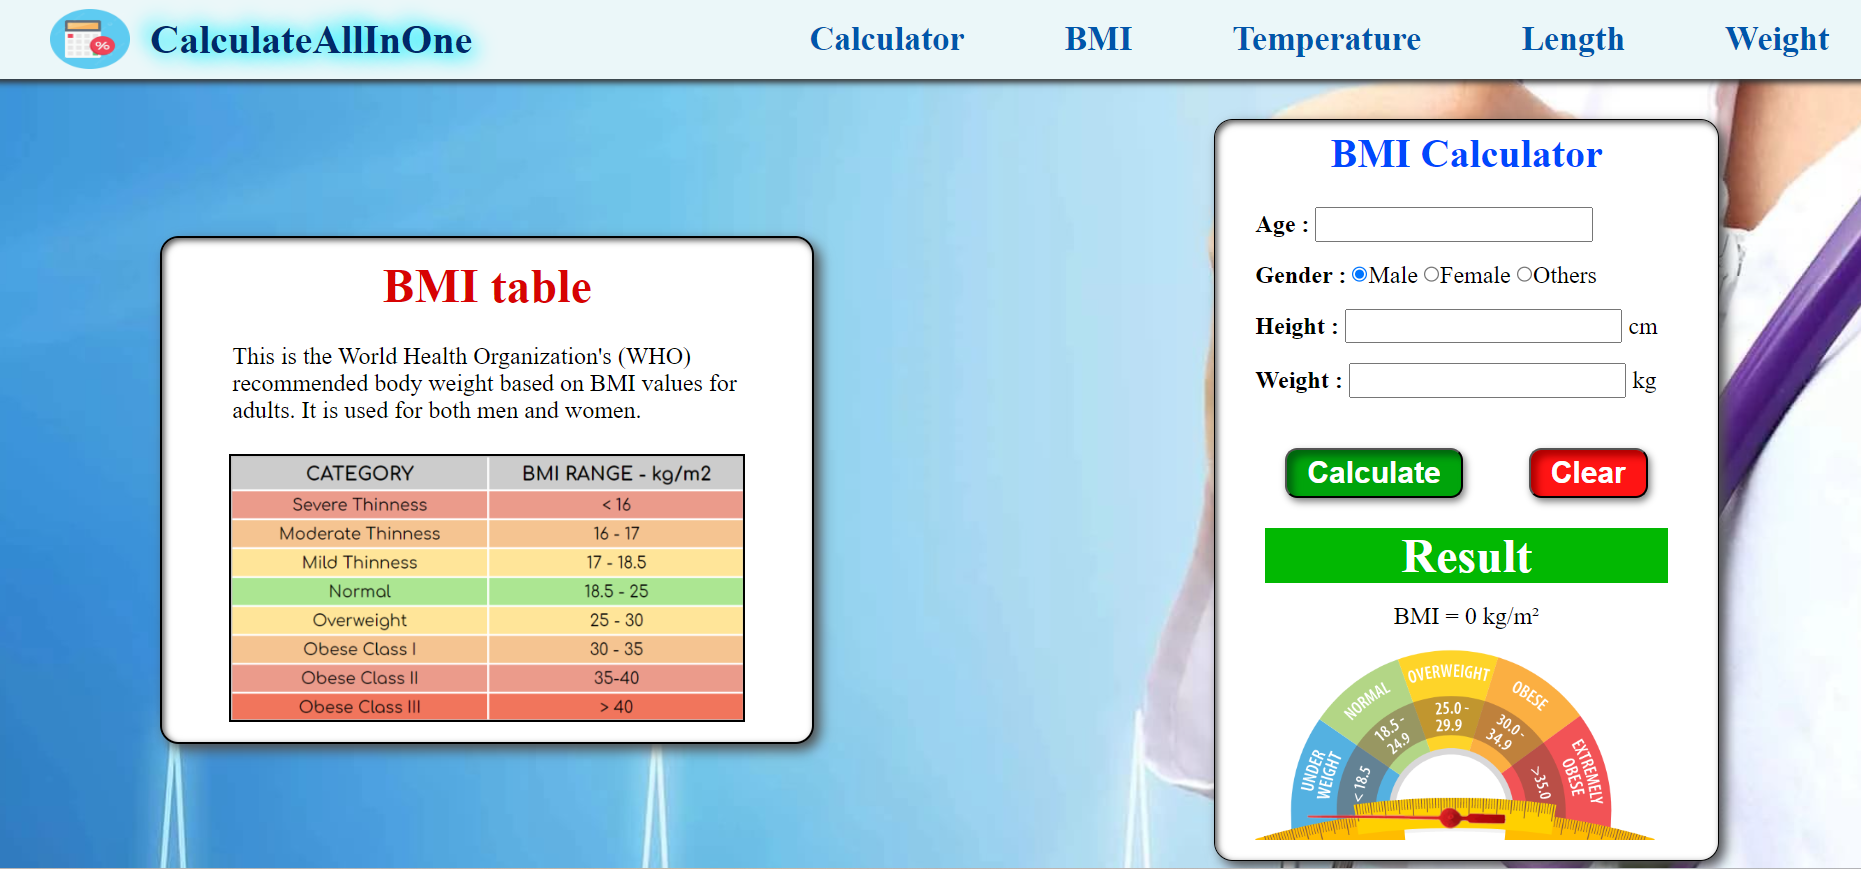 %
CalculateAllInOne
Calculator BMI Temperature Length Weight
BMI table
This is the World Health Organization's (WHO)
recommended body weight based on BMI values for
adults. It is used for both men and women.
CATEGORY BMI RANGE - kg/m2
Severe Thinness < 16
Moderate Thinness 16 - 17
Mild Thinness 17 - 18.5
Normal 18.5 - 25
Overweight 25 - 30
Obese Class I 30 - 35
Obese Class II 35-40
Obese Class III > 40
BMI Calculator
Age :
Gender : Male Female Others
Height : cm
Weight : kg
Calculate Clear
Result
BMI = 0 kg/m²
UNDER
WEIGHT
< 18.5
NORMAL
18.5 -
24.9
OVERWEIGHT
25.0 -
29.9
OBESE
30.0 -
34.9
EXTREMELY
OBESE
>35.0